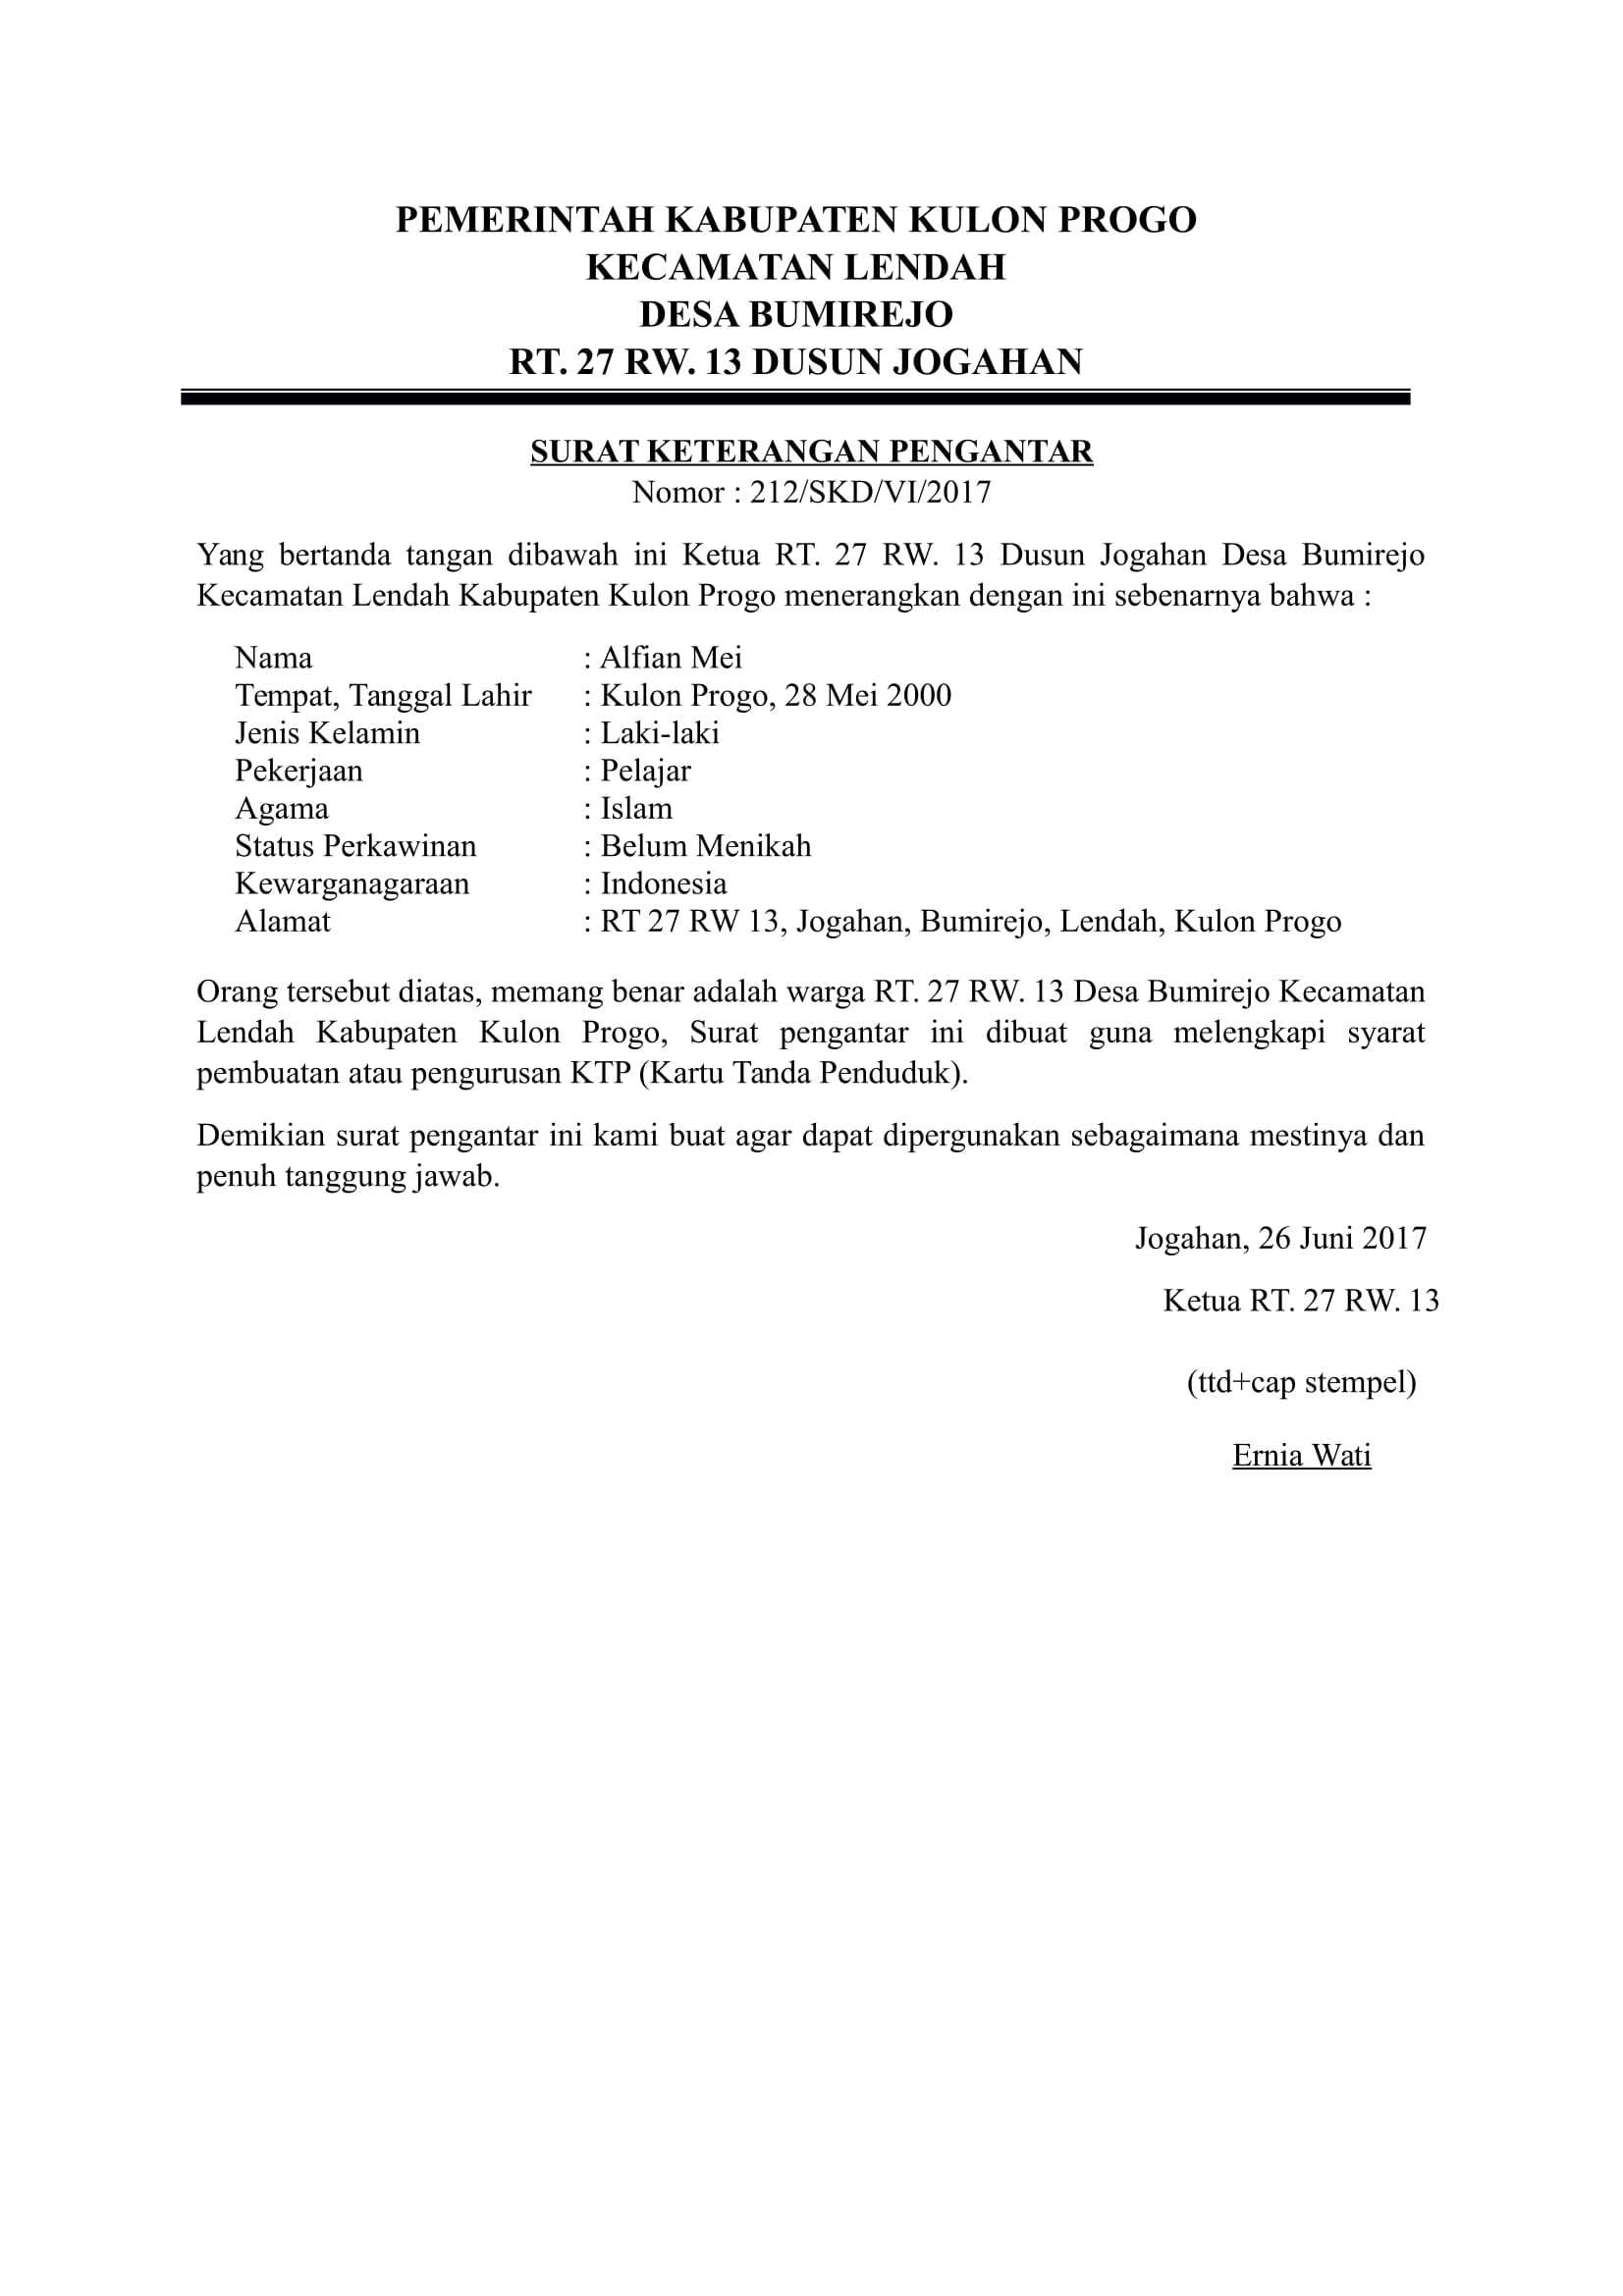 PEMERINTAH KABUPATEN KULON PROGO
KECAMATAN LENDAH
DESA BUMIREJO
RT. 27 RW. 13 DUSUN JOGAHAN
SURAT KETERANGAN PENGANTAR
Nomor : 212/SKD/VI/2017
Yang bertanda tangan dibawah ini Ketua RT. 27 RW. 13 Dusun Jogahan Desa Bumirejo
Kecamatan Lendah Kabupaten Kulon Progo menerangkan dengan ini sebenarnya bahwa :
Nama : Alfian Mei
Tempat, Tanggal Lahir : Kulon Progo, 28 Mei 2000
Jenis Kelamin : Laki-laki
Pekerjaan : Pelajar
Agama : Islam
Status Perkawinan : Belum Menikah
Kewarganagaraan : Indonesia
Alamat : RT 27 RW 13, Jogahan, Bumirejo, Lendah, Kulon Progo
Orang tersebut diatas, memang benar adalah warga RT. 27 RW. 13 Desa Bumirejo Kecamatan
Lendah Kabupaten Kulon Progo, Surat pengantar ini dibuat guna melengkapi syarat
pembuatan atau pengurusan KTP (Kartu Tanda Penduduk).
Demikian surat pengantar ini kami buat agar dapat dipergunakan sebagaimana mestinya dan
penuh tanggung jawab.
Jogahan, 26 Juni 2017
Ketua RT. 27 RW. 13
(ttd+cap stempel)
Ernia Wati